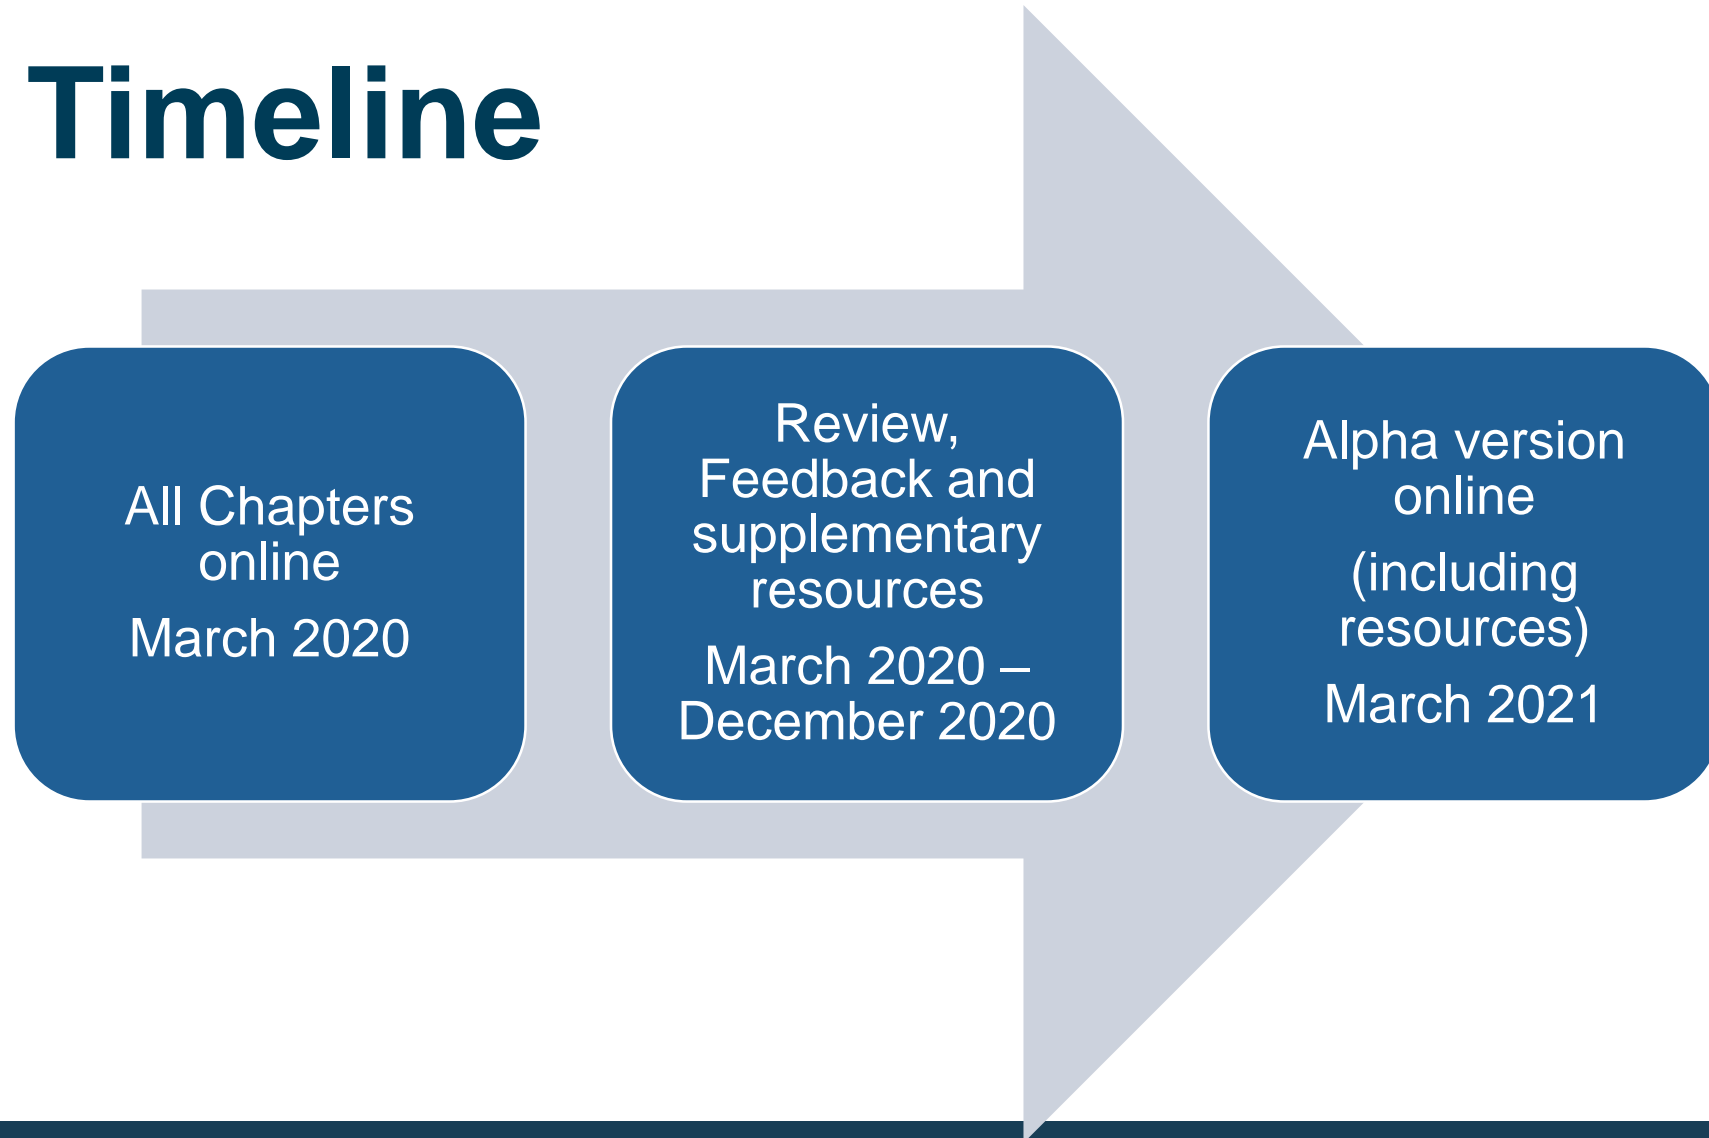 Timeline
All Chapters
online
March 2020
Review,
Feedback and
supplementary
resources
March 2020 –
December 2020
Alpha version
online
(including
resources)
March 2021